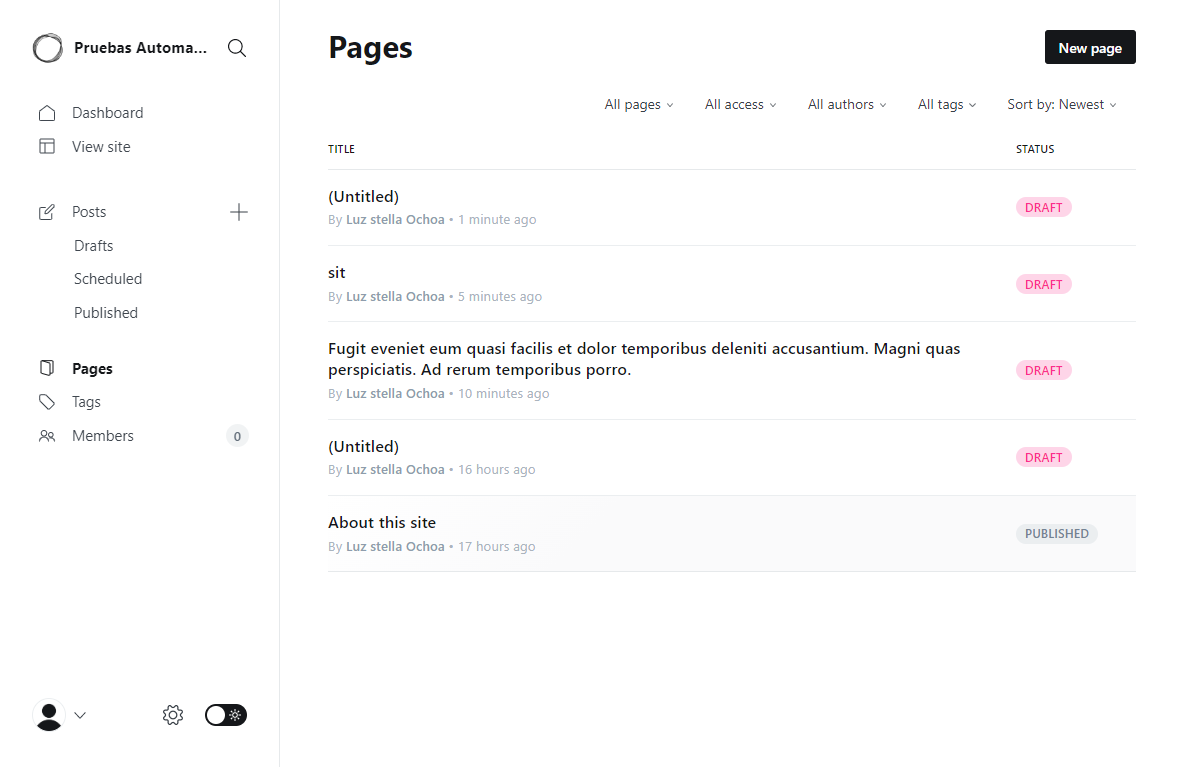 Pruebas Automa...
Dashboard
View site
Posts
Drafts
Scheduled
Published
Pages
Tags
Members 0
Pages
New page
All pages All access All authors All tags Sort by: Newest
TITLE STATUS
(Untitled)
By Luz stella Ochoa • 1 minute ago
DRAFT
sit
By Luz stella Ochoa • 5 minutes ago
DRAFT
Fugit eveniet eum quasi facilis et dolor temporibus deleniti accusantium. Magni quas
perspiciatis. Ad rerum temporibus porro.
By Luz stella Ochoa • 10 minutes ago
DRAFT
(Untitled)
By Luz stella Ochoa • 16 hours ago
DRAFT
About this site
By Luz stella Ochoa • 17 hours ago
PUBLISHED